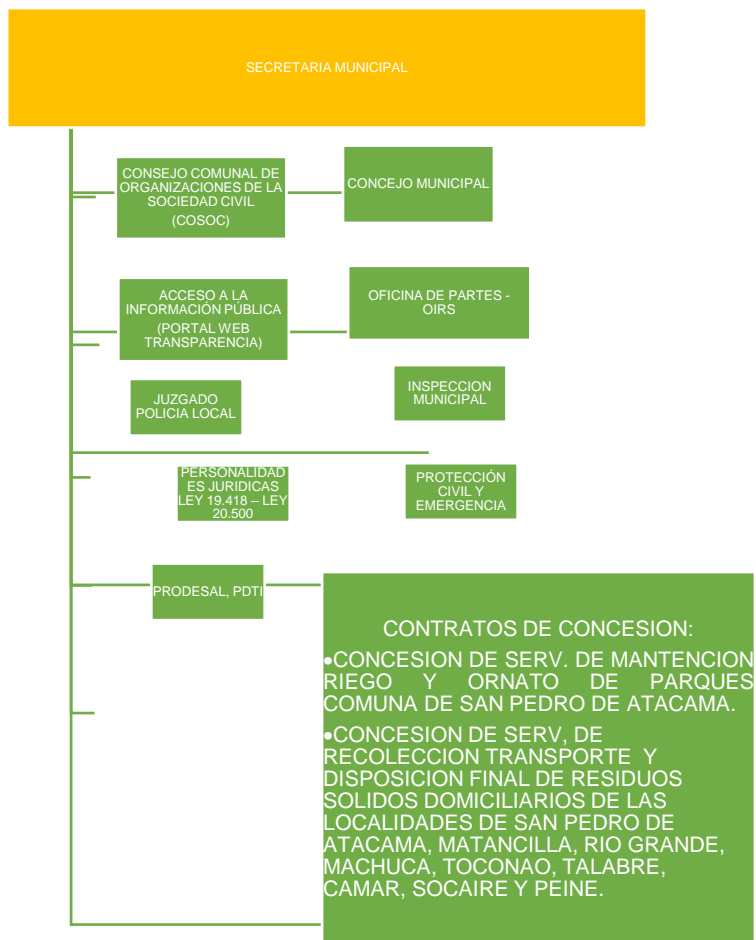 SECRETARIA MUNICIPAL
CONSEJO COMUNAL DE
ORGANIZACIONES DE LA
SOCIEDAD CIVIL
(COSOC)
CONCEJO MUNICIPAL
ACCESO A LA
INFORMACIÓN PÚBLICA
(PORTAL WEB
TRANSPARENCIA)
OFICINA DE PARTES -
OIRS
JUZGADO
POLICIA LOCAL
INSPECCION
MUNICIPAL
PERSONALIDAD
ES JURIDICAS
LEY 19.418 – LEY
20.500
PROTECCIÓN
CIVIL Y
EMERGENCIA
PRODESAL, PDTI
CONTRATOS DE CONCESION:
•CONCESION DE SERV. DE MANTENCION
RIEGO Y ORNATO DE PARQUES
COMUNA DE SAN PEDRO DE ATACAMA.
•CONCESION DE SERV, DE
RECOLECCION TRANSPORTE Y
DISPOSICION FINAL DE RESIDUOS
SOLIDOS DOMICILIARIOS DE LAS
LOCALIDADES DE SAN PEDRO DE
ATACAMA, MATANCILLA, RIO GRANDE,
MACHUCA, TOCONAO, TALABRE,
CAMAR, SOCAIRE Y PEINE.